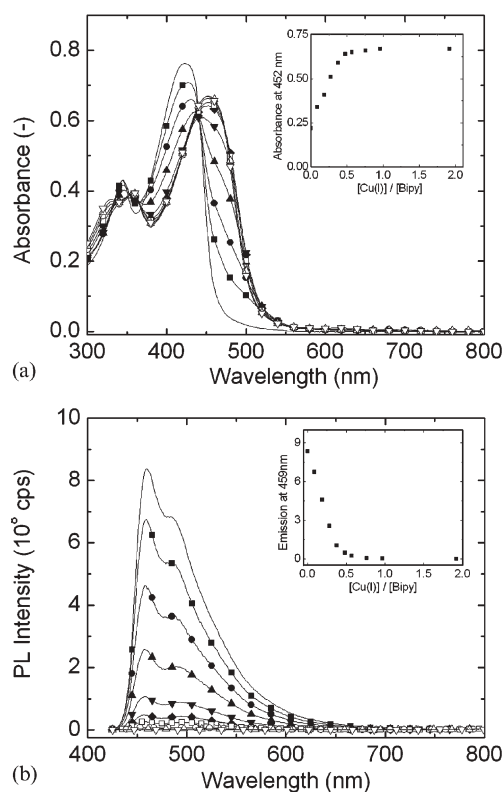 0.8
0.6
0.4
0.2
0.0
Absorbance (-)
300 400 500 600 700 800
Wavelength (nm)
(a)
0.75
0.50
0.25
0.00
Absorbance at 452 nm
0.0 0.5 1.0 1.5 2.0
[Cu(I)] / [Bipy]
10
8
6
4
2
0
PL Intensity (10⁶ cps)
400 500 600 700 800
Wavelength (nm)
(b)
9
6
3
0
Emission at 459nm
0.0 0.5 1.0 1.5 2.0
[Cu(I)] / [Bipy]